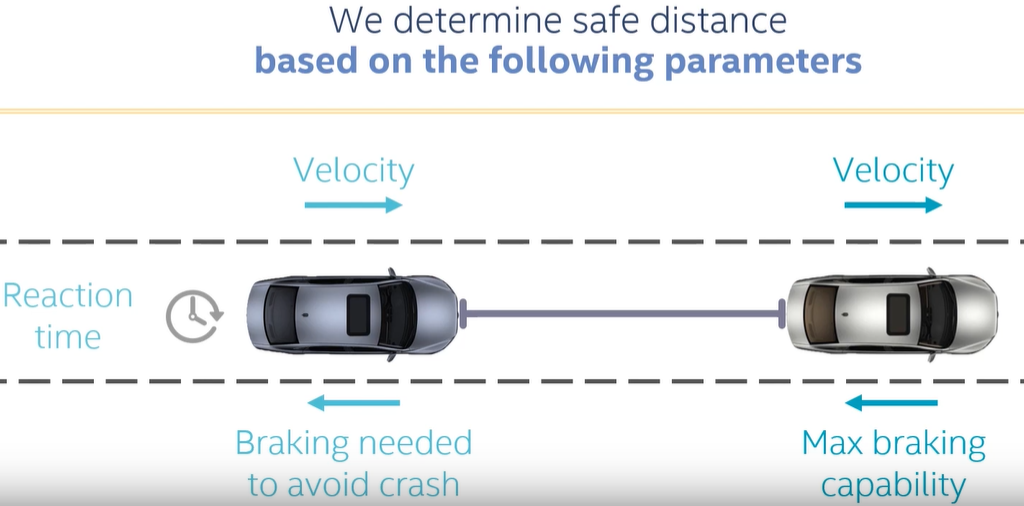 We determine safe distance
based on the following parameters
Velocity
Velocity
Reaction
time
Braking needed
to avoid crash
Max braking
capability